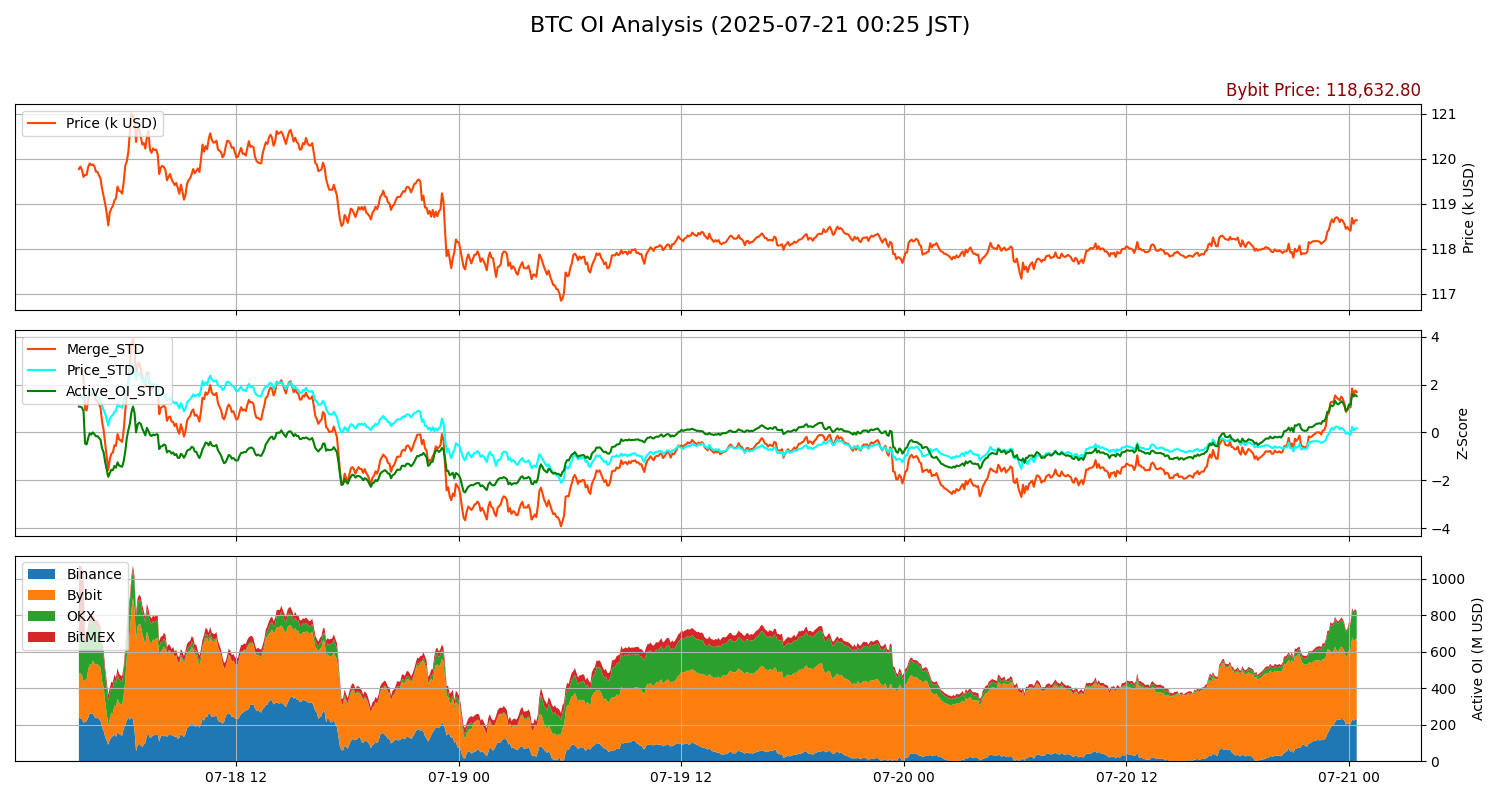 BTC OI Analysis (2025-07-21 00:25 JST)
Bybit Price: 118,632.80
Price (k USD)
121
120
119
118
117
Price (k USD)
Merge_STD
Price_STD
Active_OI_STD
4
2
0
−2
−4
Z-Score
Binance
Bybit
OKX
BitMEX
1000
800
600
400
200
0
Active OI (M USD)
07-18 12
07-19 00
07-19 12
07-20 00
07-20 12
07-21 00